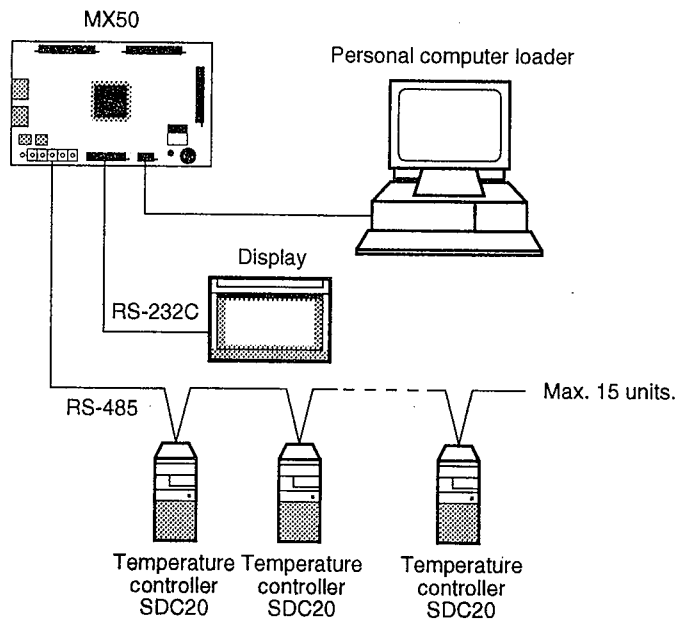 MX50
Personal computer loader
Display
RS-232C
RS-485
Max. 15 units.
Temperature
controller
SDC20
Temperature
controller
SDC20
Temperature
controller
SDC20